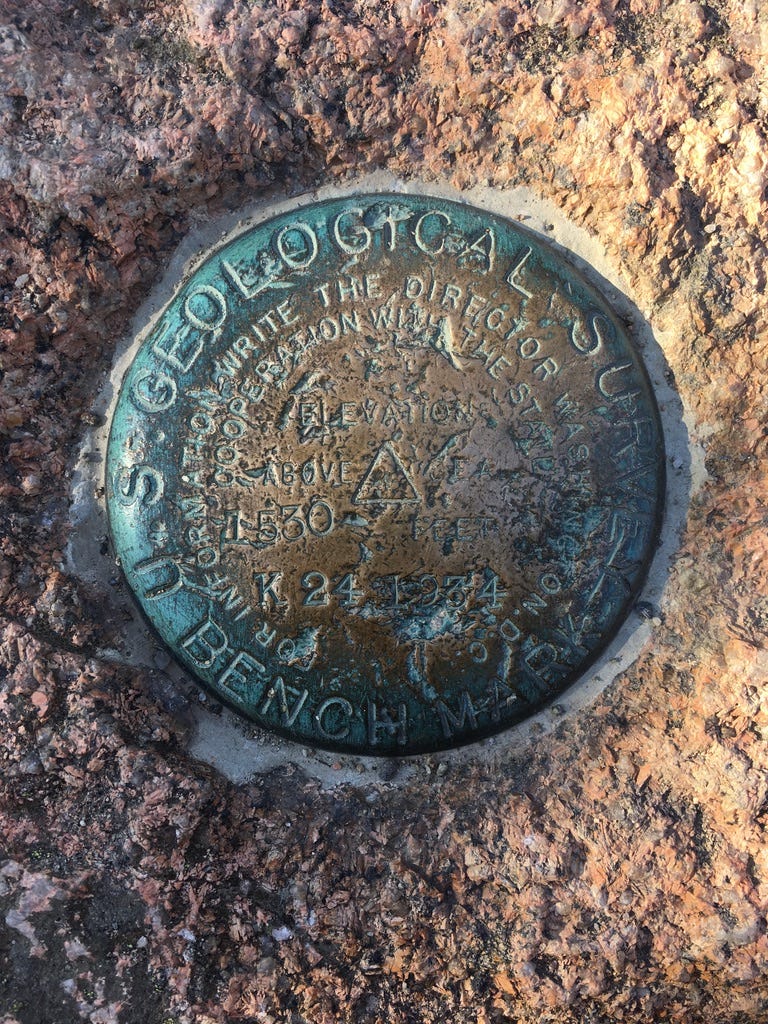 U. S. GEOLOGICAL SURVEY
BENCH MARK
FOR INFORMATION WRITE THE DIRECTOR WASHINGTON, D.C.
COOPERATION WITH THE STATE
ELEVATION
ABOVE SEA
1530 FEET
K 24 1934